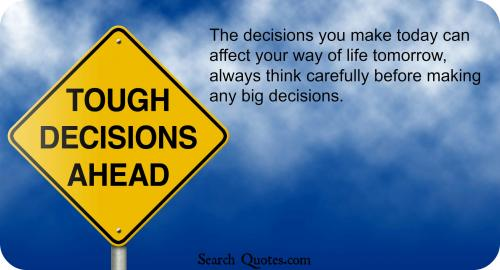 TOUGH
DECISIONS
AHEAD
The decisions you make today can
affect your way of life tomorrow,
always think carefully before making
any big decisions.
Search Quotes.com